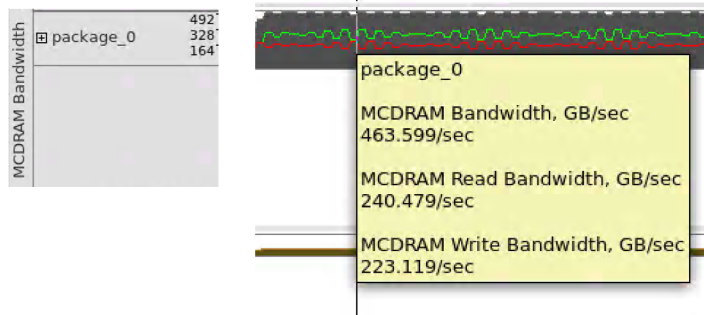 MCDRAM Bandwidth
package_0
492
328
164
package_0
MCDRAM Bandwidth, GB/sec
463.599/sec
MCDRAM Read Bandwidth, GB/sec
240.479/sec
MCDRAM Write Bandwidth, GB/sec
223.119/sec